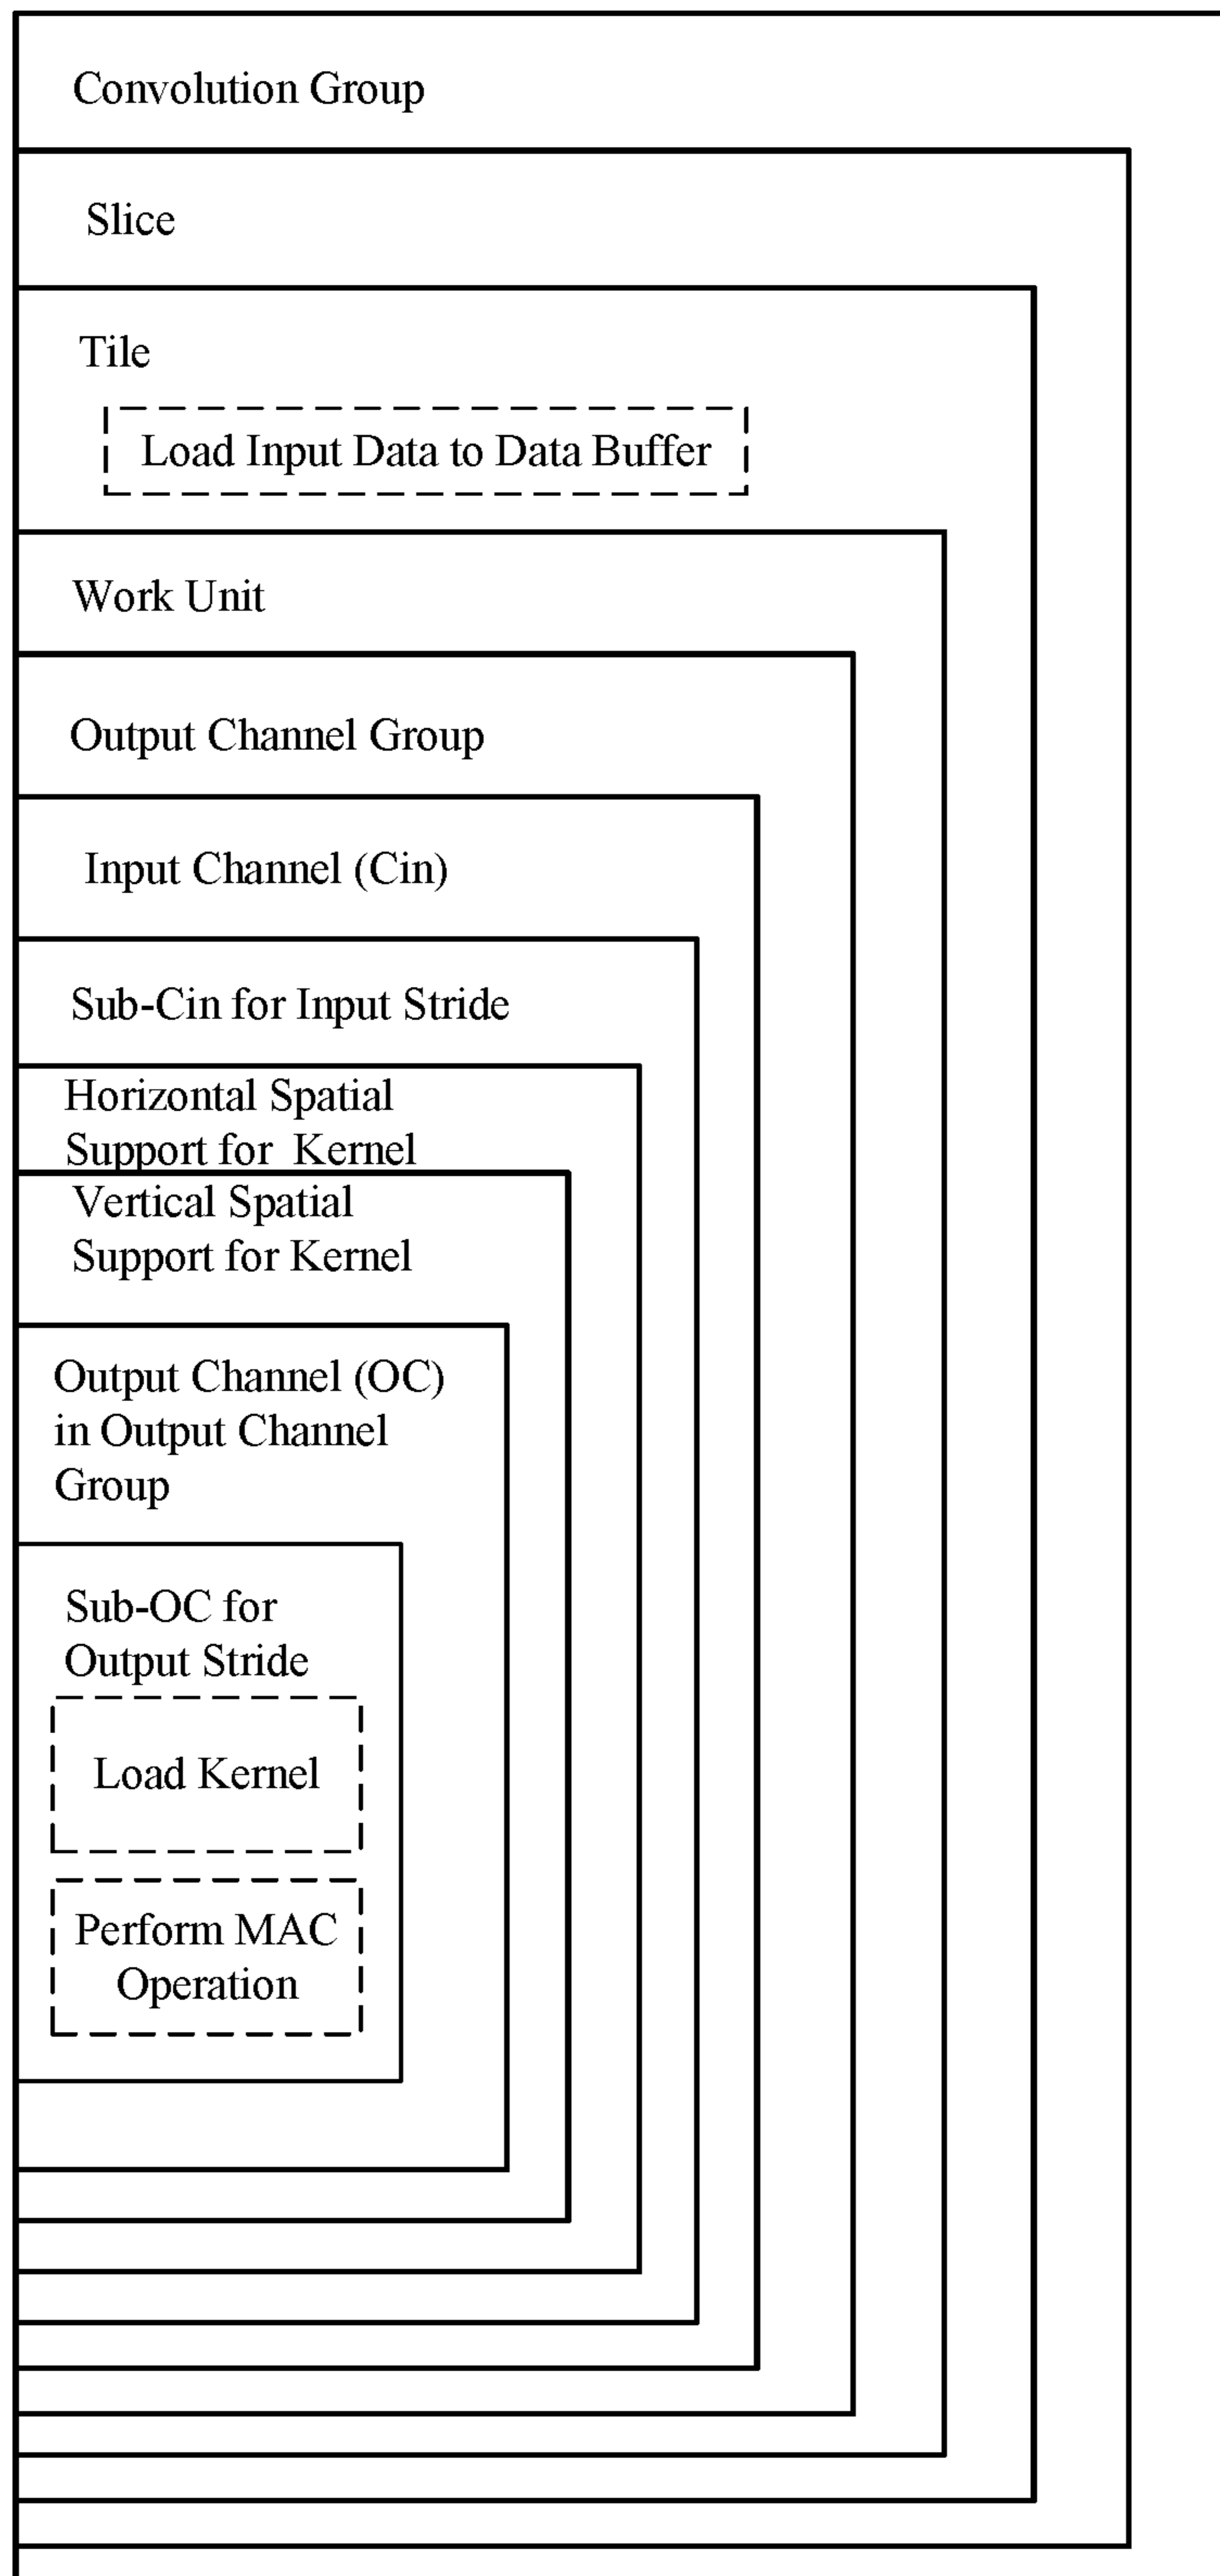 Convolution Group
Slice
Tile
Load Input Data to Data Buffer
Work Unit
Output Channel Group
Input Channel (Cin)
Sub-Cin for Input Stride
Horizontal Spatial
Support for Kernel
Vertical Spatial
Support for Kernel
Output Channel (OC)
in Output Channel
Group
Sub-OC for
Output Stride
Load Kernel
Perform MAC
Operation